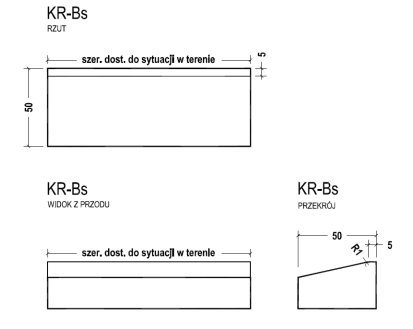 KR-Bs
RZUT
szer. dost. do sytuacji w terenie
5
50
KR-Bs
WIDOK Z PRZODU
szer. dost. do sytuacji w terenie
KR-Bs
PRZEKRÓJ
50
R1
5